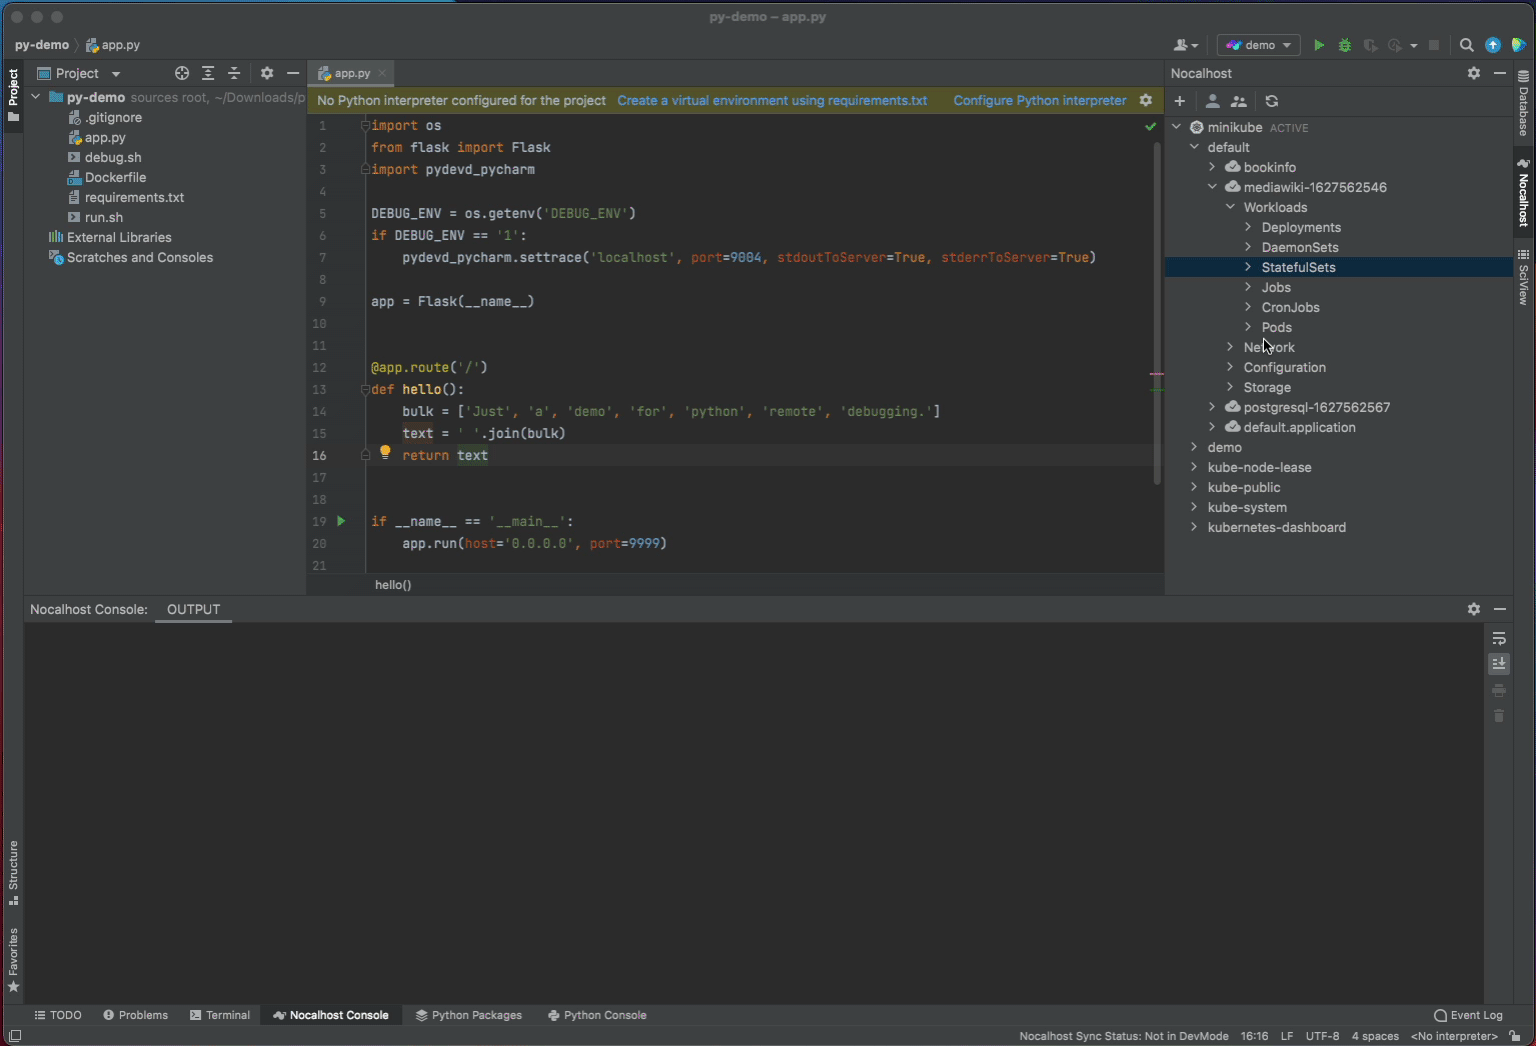 py-demo – app.py
py-demo
app.py
demo
Project
Project
py-demo sources root, ~/Downloads/p
.gitignore
app.py
debug.sh
Dockerfile
requirements.txt
run.sh
External Libraries
Scratches and Consoles
Structure
Favorites
app.py
No Python interpreter configured for the project Create a virtual environment using requirements.txt Configure Python interpreter
1 import os
2 from flask import Flask
3 import pydevd_pycharm
4
5 DEBUG_ENV = os.getenv('DEBUG_ENV')
6 if DEBUG_ENV == '1':
7 pydevd_pycharm.settrace('localhost', port=9004, stdoutToServer=True, stderrToServer=True)
8
9 app = Flask(__name__)
10
11
12 @app.route('/')
13 def hello():
14 bulk = ['Just', 'a', 'demo', 'for', 'python', 'remote', 'debugging.']
15 text = ' '.join(bulk)
16 return text
17
18
19 if __name__ == '__main__':
20 app.run(host='0.0.0.0', port=9999)
21
hello()
Nocalhost
minikube ACTIVE
default
bookinfo
mediawiki-1627562546
Workloads
Deployments
DaemonSets
StatefulSets
Jobs
CronJobs
Pods
Network
Configuration
Storage
postgresql-1627562567
default.application
demo
kube-node-lease
kube-public
kube-system
kubernetes-dashboard
Database
Nocalhost
SciView
Nocalhost Console: OUTPUT
TODO
Problems
Terminal
Nocalhost Console
Python Packages
Python Console
Event Log
Nocalhost Sync Status: Not in DevMode 16:16 LF UTF-8 4 spaces <No interpreter>